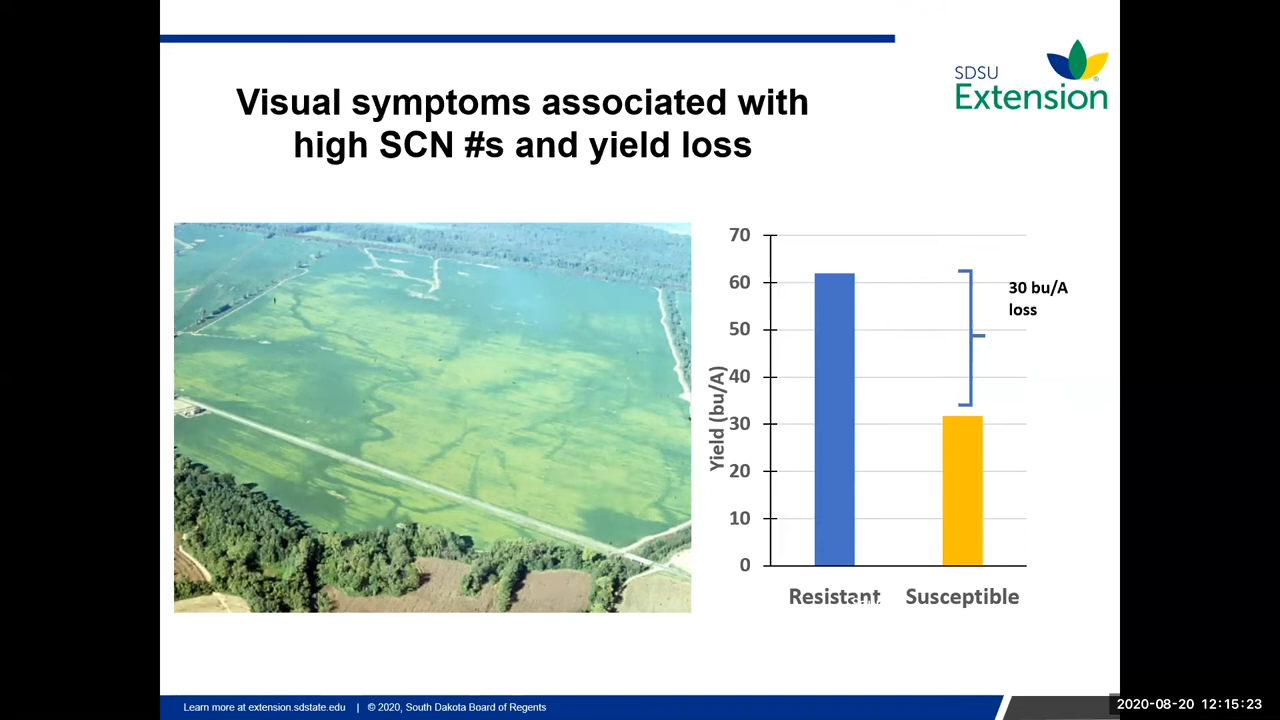 SDSU
Extension
Visual symptoms associated with
high SCN #s and yield loss
Yield (bu/A)
70
60
50
40
30
20
10
0
30 bu/A
loss
Resistant
Susceptible
Learn more at extension.sdstate.edu | © 2020, South Dakota Board of Regents
2020-08-20 12:15:23